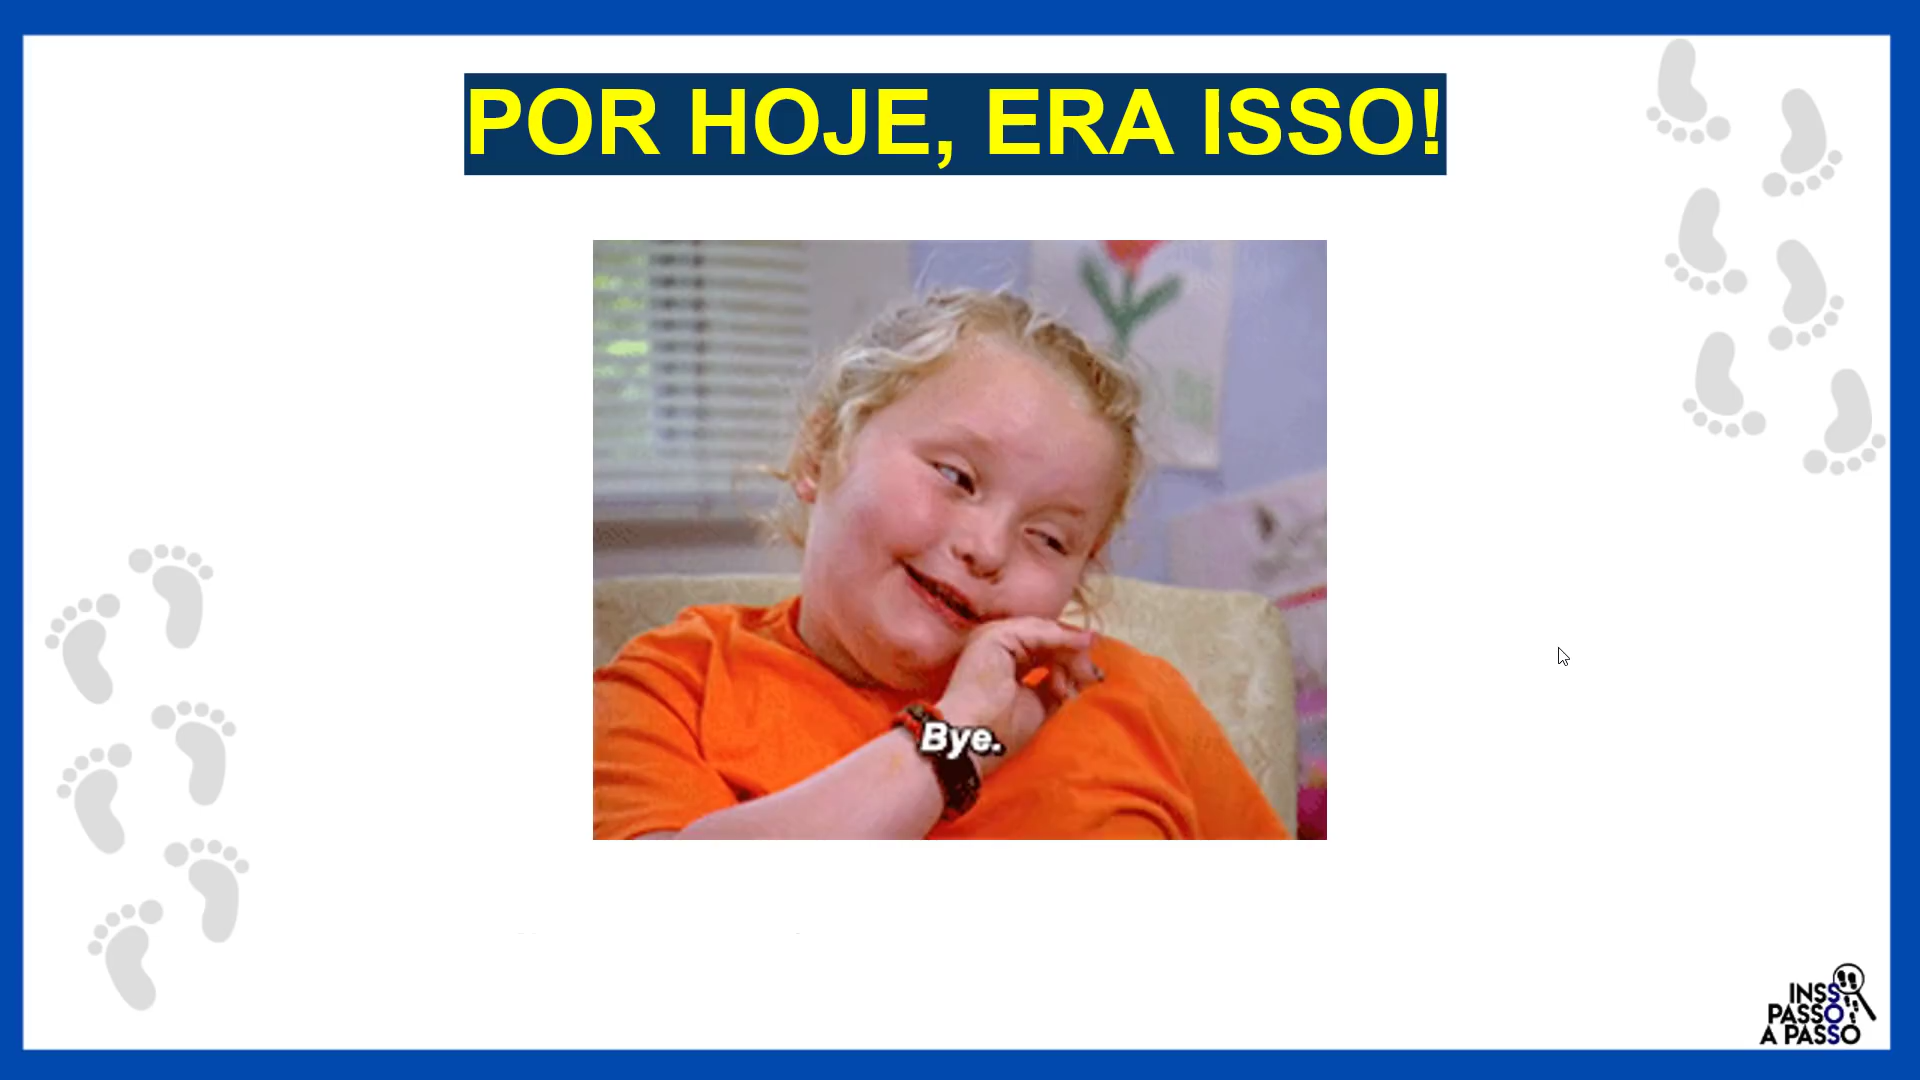 POR HOJE, ERA ISSO!
Bye.
INSS
PASSO
A PASSO